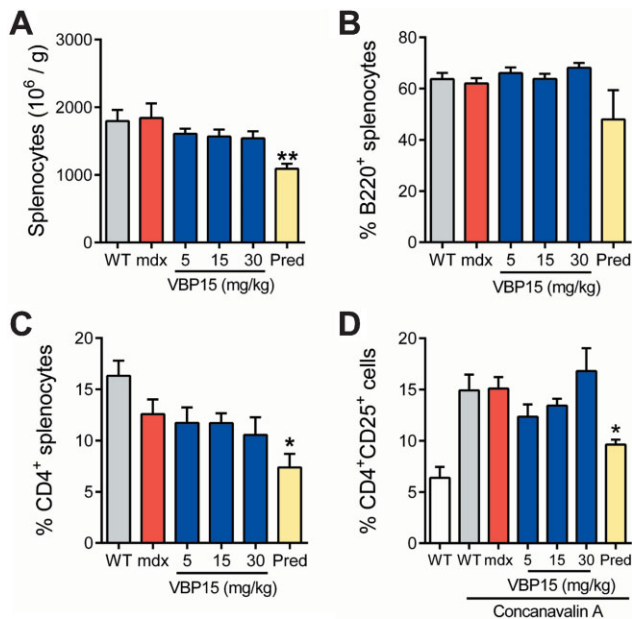 A
Splenocytes (10⁶ / g)
3000
2000
1000
0
**
WT mdx 5 15 30 Pred
VBP15 (mg/kg)
B
% B220⁺ splenocytes
80
60
40
20
0
WT mdx 5 15 30 Pred
VBP15 (mg/kg)
C
% CD4⁺ splenocytes
20
15
10
5
0
*
WT mdx 5 15 30 Pred
VBP15 (mg/kg)
D
% CD4⁺CD25⁺ cells
20
15
10
5
0
*
WT WT mdx 5 15 30 Pred
VBP15 (mg/kg)
Concanavalin A